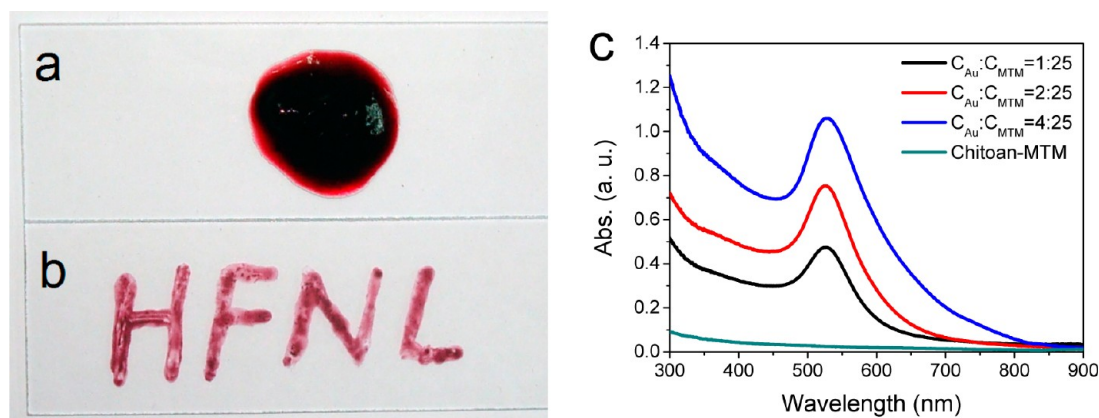 a
b
HFNL
c
C_Au:C_MTM=1:25
C_Au:C_MTM=2:25
C_Au:C_MTM=4:25
Chitoan-MTM
1.4
1.2
1.0
0.8
0.6
0.4
0.2
0.0
Abs. (a. u.)
300 400 500 600 700 800 900
Wavelength (nm)